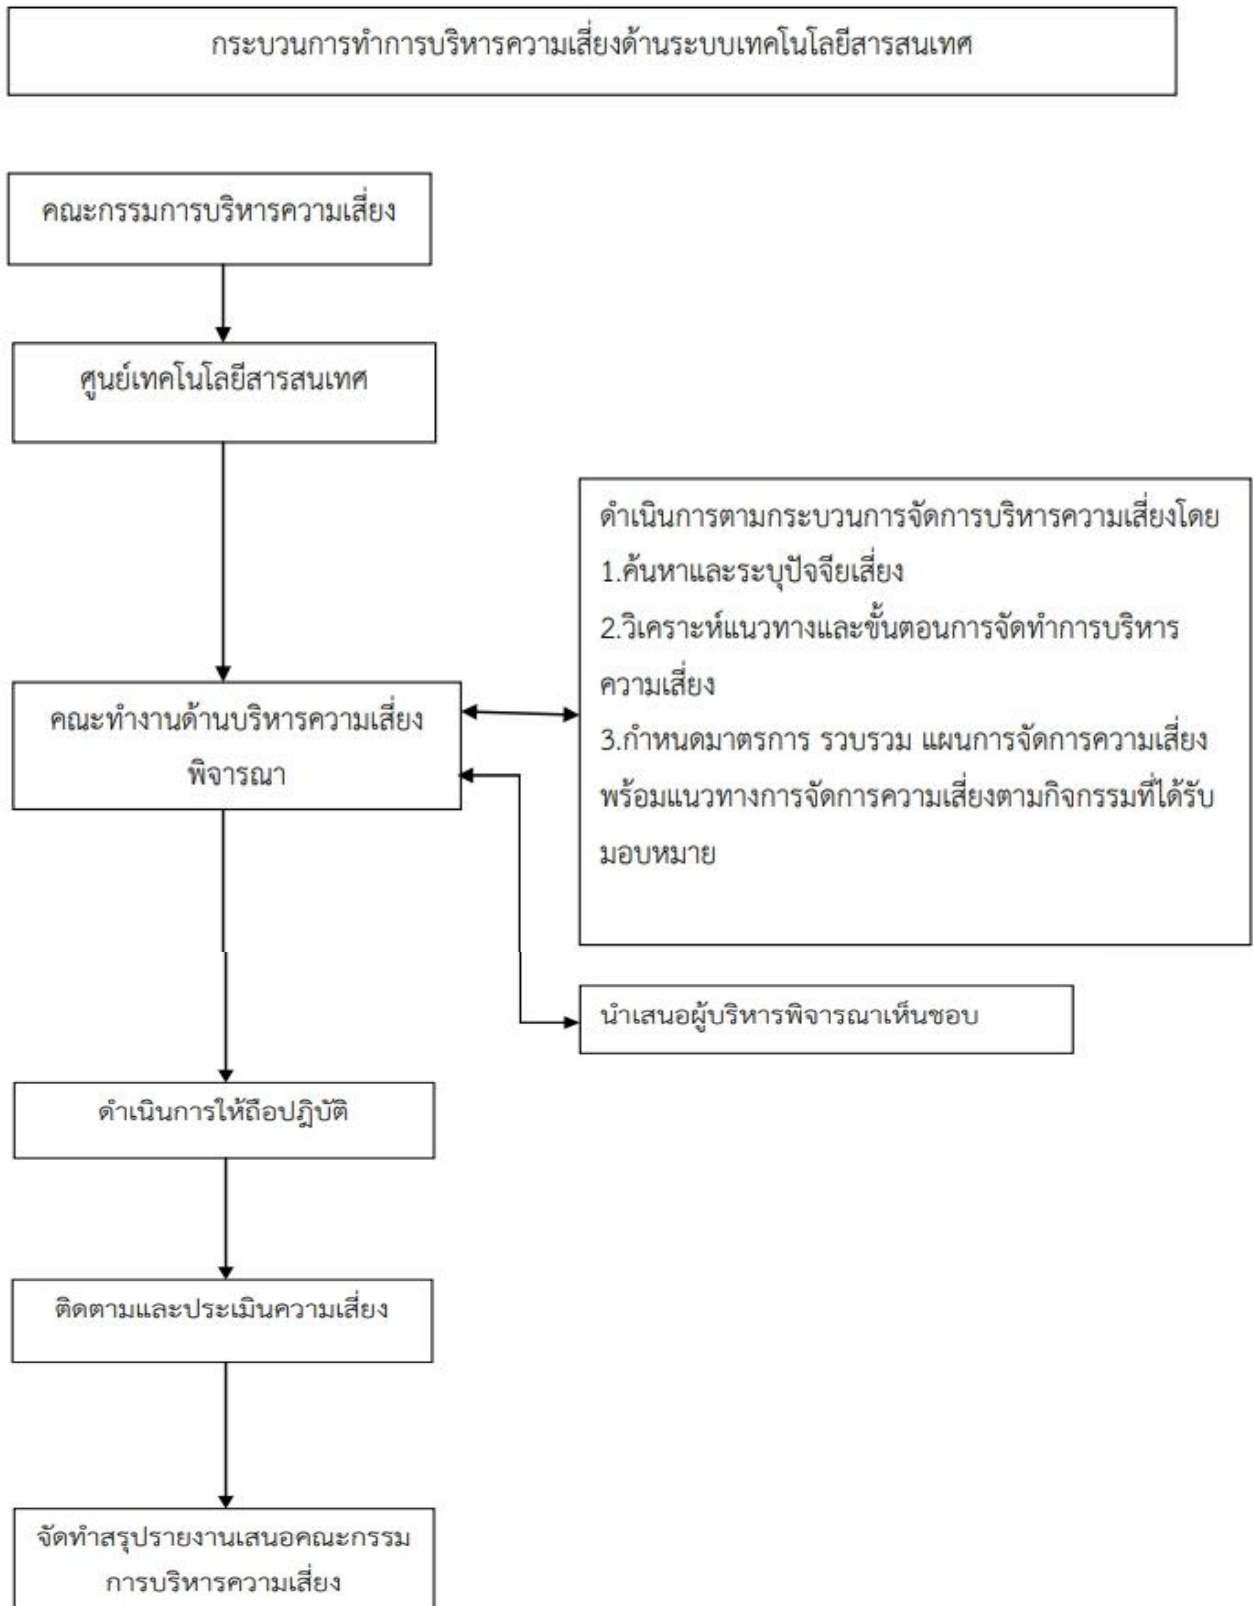 กระบวนการทำการบริหารความเสี่ยงด้านระบบเทคโนโลยีสารสนเทศ
คณะกรรมการบริหารความเสี่ยง
ศูนย์เทคโนโลยีสารสนเทศ
ดำเนินการตามกระบวนการจัดการบริหารความเสี่ยงโดย
1.ค้นหาและระบุปัจจียเสี่ยง
2.วิเคราะห์แนวทางและขั้นตอนการจัดทำการบริหาร
ความเสี่ยง
3.กำหนดมาตรการ รวบรวม แผนการจัดการความเสี่ยง
พร้อมแนวทางการจัดการความเสี่ยงตามกิจกรรมที่ได้รับ
มอบหมาย
คณะทำงานด้านบริหารความเสี่ยง
พิจารณา
นำเสนอผู้บริหารพิจารณาเห็นชอบ
ดำเนินการให้ถือปฎิบัติ
ติดตามและประเมินความเสี่ยง
จัดทำสรุปรายงานเสนอคณะกรรม
การบริหารความเสี่ยง